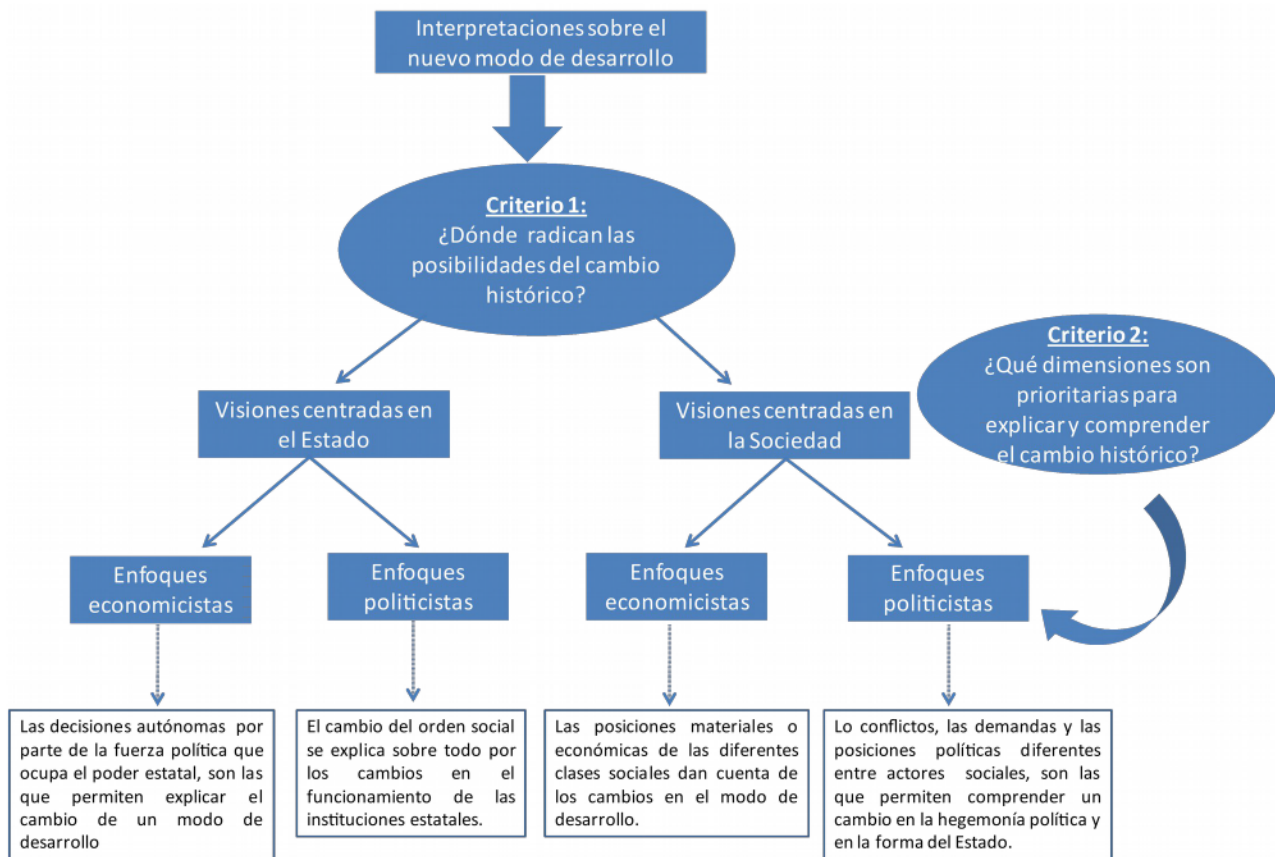 Interpretaciones sobre el
nuevo modo de desarrollo
Criterio 1:
¿Dónde radican las
posibilidades del cambio
histórico?
Criterio 2:
¿Qué dimensiones son
prioritarias para
explicar y comprender
el cambio histórico?
Visiones centradas en
el Estado
Visiones centradas en
la Sociedad
Enfoques
economicistas
Enfoques
politicistas
Enfoques
economicistas
Enfoques
politicistas
Las decisiones autónomas por
parte de la fuerza política que
ocupa el poder estatal, son las
que permiten explicar el
cambio de un modo de
desarrollo
El cambio del orden social
se explica sobre todo por
los cambios en el
funcionamiento de las
instituciones estatales.
Las posiciones materiales o
económicas de las diferentes
clases sociales dan cuenta de
los cambios en el modo de
desarrollo.
Lo conflictos, las demandas y las
posiciones políticas diferentes
entre actores sociales, son las
que permiten comprender un
cambio en la hegemonía política y
en la forma del Estado.